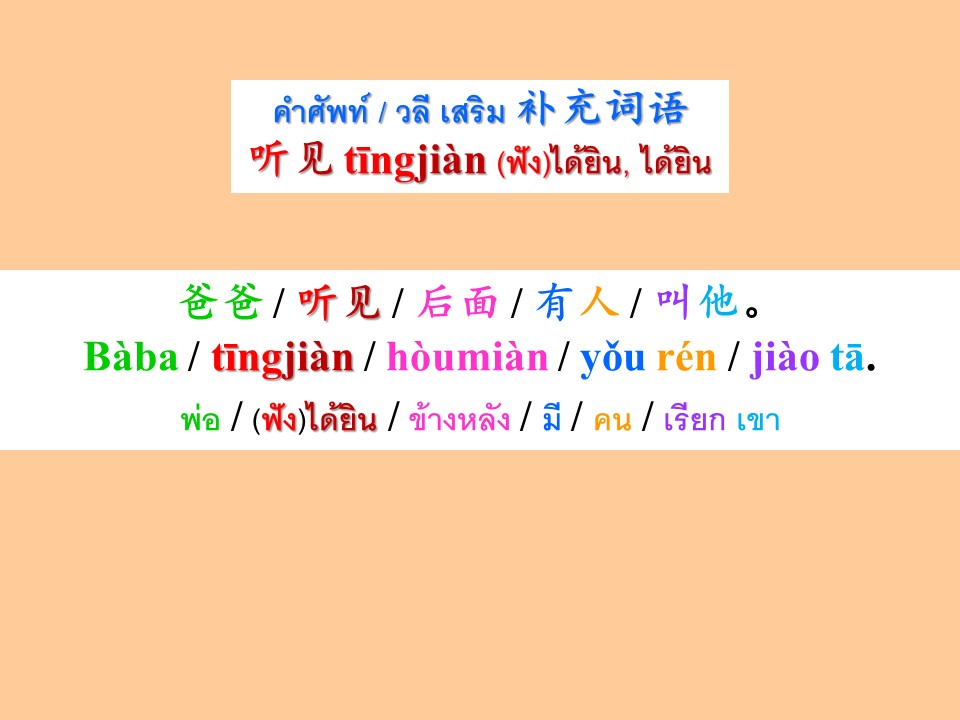 คำศัพท์ / วลี เสริม 补充词语
听见 tīngjiàn (ฟัง)ได้ยิน, ได้ยิน
爸爸 / 听见 / 后面 / 有人 / 叫他。
Bàba / tīngjiàn / hòumiàn / yǒu rén / jiào tā.
พ่อ / (ฟัง)ได้ยิน / ข้างหลัง / มี / คน / เรียก เขา